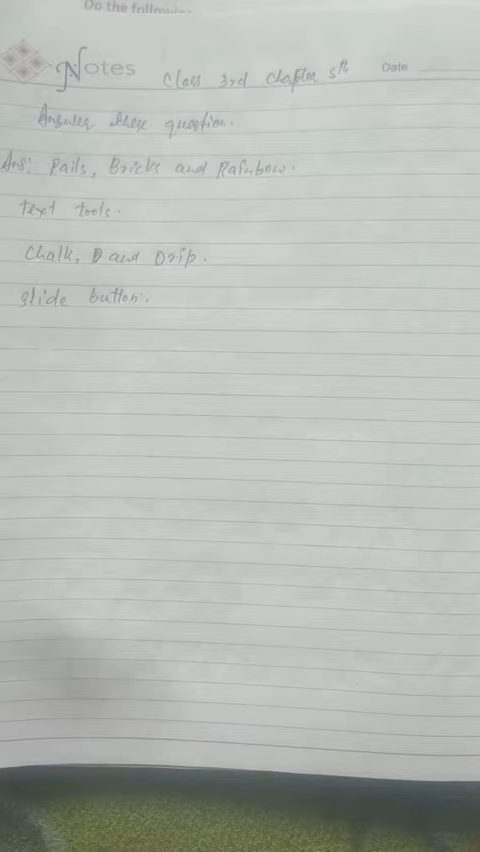 Do the following
Notes Class 3rd Chapter 5th Date
Answer these question.
Ans: Rails, Bricks and Rainbow.
text tools.
Chalk, D and Drip.
slide button.